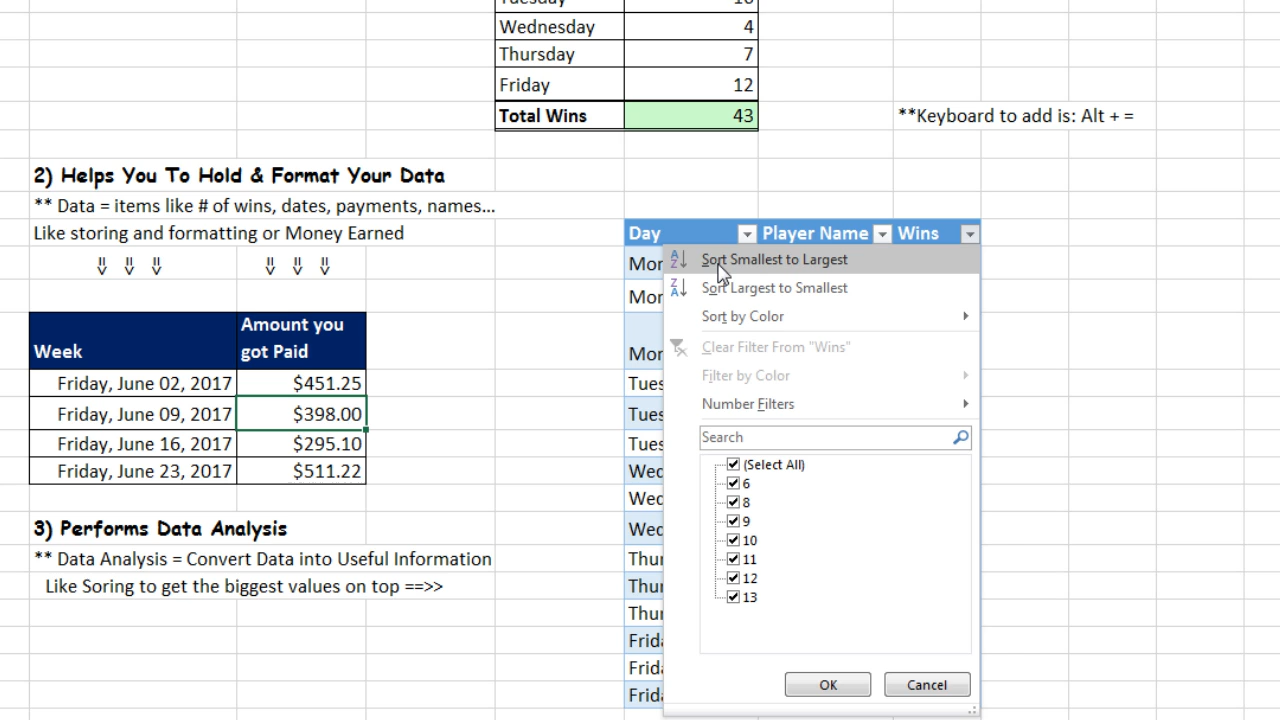 Wednesday 4
Thursday 7
Friday 12
Total Wins 43
**Keyboard to add is: Alt + =
2) Helps You To Hold & Format Your Data
** Data = items like # of wins, dates, payments, names...
Like storing and formatting or Money Earned
Week Amount you got Paid
Friday, June 02, 2017 $451.25
Friday, June 09, 2017 $398.00
Friday, June 16, 2017 $295.10
Friday, June 23, 2017 $511.22
3) Performs Data Analysis
** Data Analysis = Convert Data into Useful Information
Like Soring to get the biggest values on top ==>>
Day Player Name Wins
Mor
Mor
Mor
Tues
Tues
Tues
Wed
Wed
Wed
Thur
Thur
Thur
Frida
Frida
Frida
Sort Smallest to Largest
Sort Largest to Smallest
Sort by Color
Clear Filter From "Wins"
Filter by Color
Number Filters
Search
(Select All)
6
8
9
10
11
12
13
OK Cancel